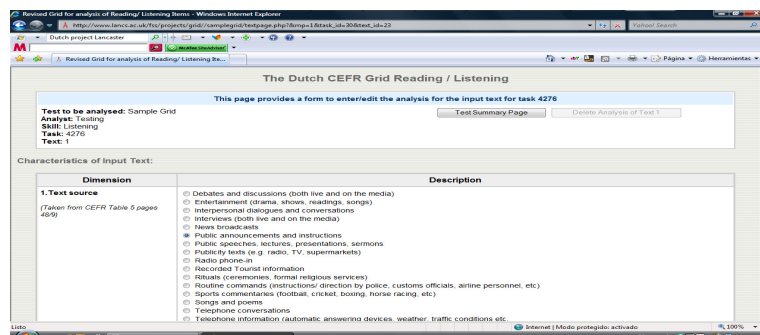 Revised Grid for analysis of Reading/ Listening Items - Windows Internet Explorer
http://www.lancs.ac.uk/fss/projects/grid//samplegrid/textpage.php?&tmp=1&task_id=30&text_id=23
Yahoo! Search
Dutch project Lancaster
McAfee SiteAdvisor
Revised Grid for analysis of Reading/ Listening Ite...
Página
Herramientas
The Dutch CEFR Grid Reading / Listening
This page provides a form to enter/edit the analysis for the input text for task 4276
Test to be analysed: Sample Grid
Analyst: Testing
Skill: Listening
Task: 4276
Text: 1
Test Summary Page
Delete Analysis of Text 1
Characteristics of Input Text:
Dimension
Description
1. Text source
(Taken from CEFR Table 5 pages
48/9)
Debates and discussions (both live and on the media)
Entertainment (drama, shows, readings, songs)
Interpersonal dialogues and conversations
Interviews (both live and on the media)
News broadcasts
Public announcements and instructions
Public speeches, lectures, presentations, sermons
Publicity texts (e.g. radio, TV, supermarkets)
Radio phone-in
Recorded Tourist information
Rituals (ceremonies, formal religious services)
Routine commands (instructions/ direction by police, customs officials, airline personnel, etc)
Sports commentaries (football, cricket, boxing, horse racing, etc)
Songs and poems
Telephone conversations
Telephone information (automatic answering devices, weather, traffic conditions etc.
Listo
Internet | Modo protegido: activado
100%